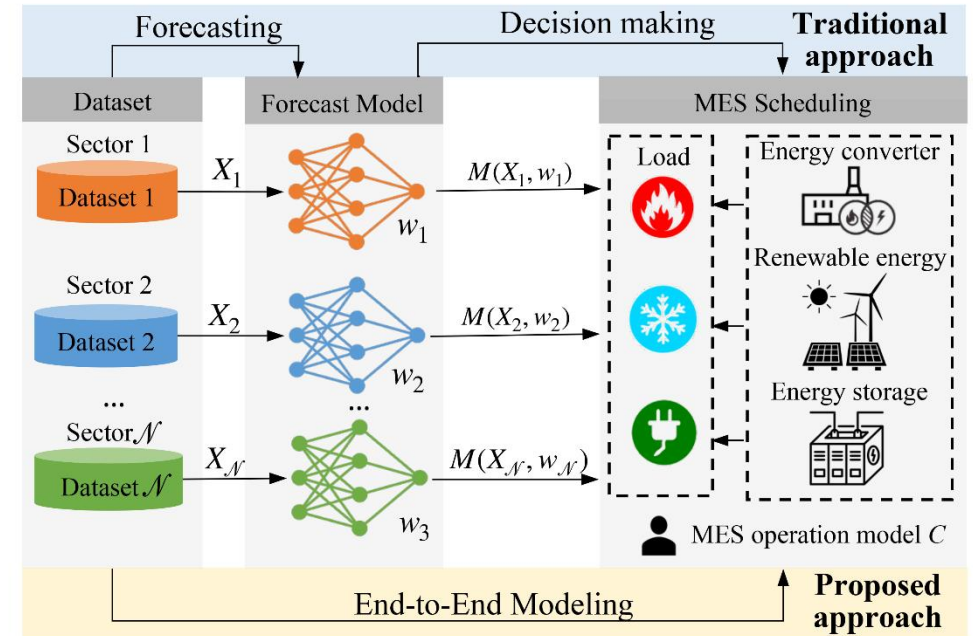 Forecasting
Decision making
Traditional
approach
Dataset
Forecast Model
MES Scheduling
Sector 1
Dataset 1
X₁
w₁
M(X₁, w₁)
Sector 2
Dataset 2
X₂
w₂
M(X₂, w₂)
...
...
Sector 𝒩
Dataset 𝒩
X𝒩
w₃
M(X𝒩, w𝒩)
Load
Energy converter
Renewable energy
Energy storage
MES operation model C
End-to-End Modeling
Proposed
approach